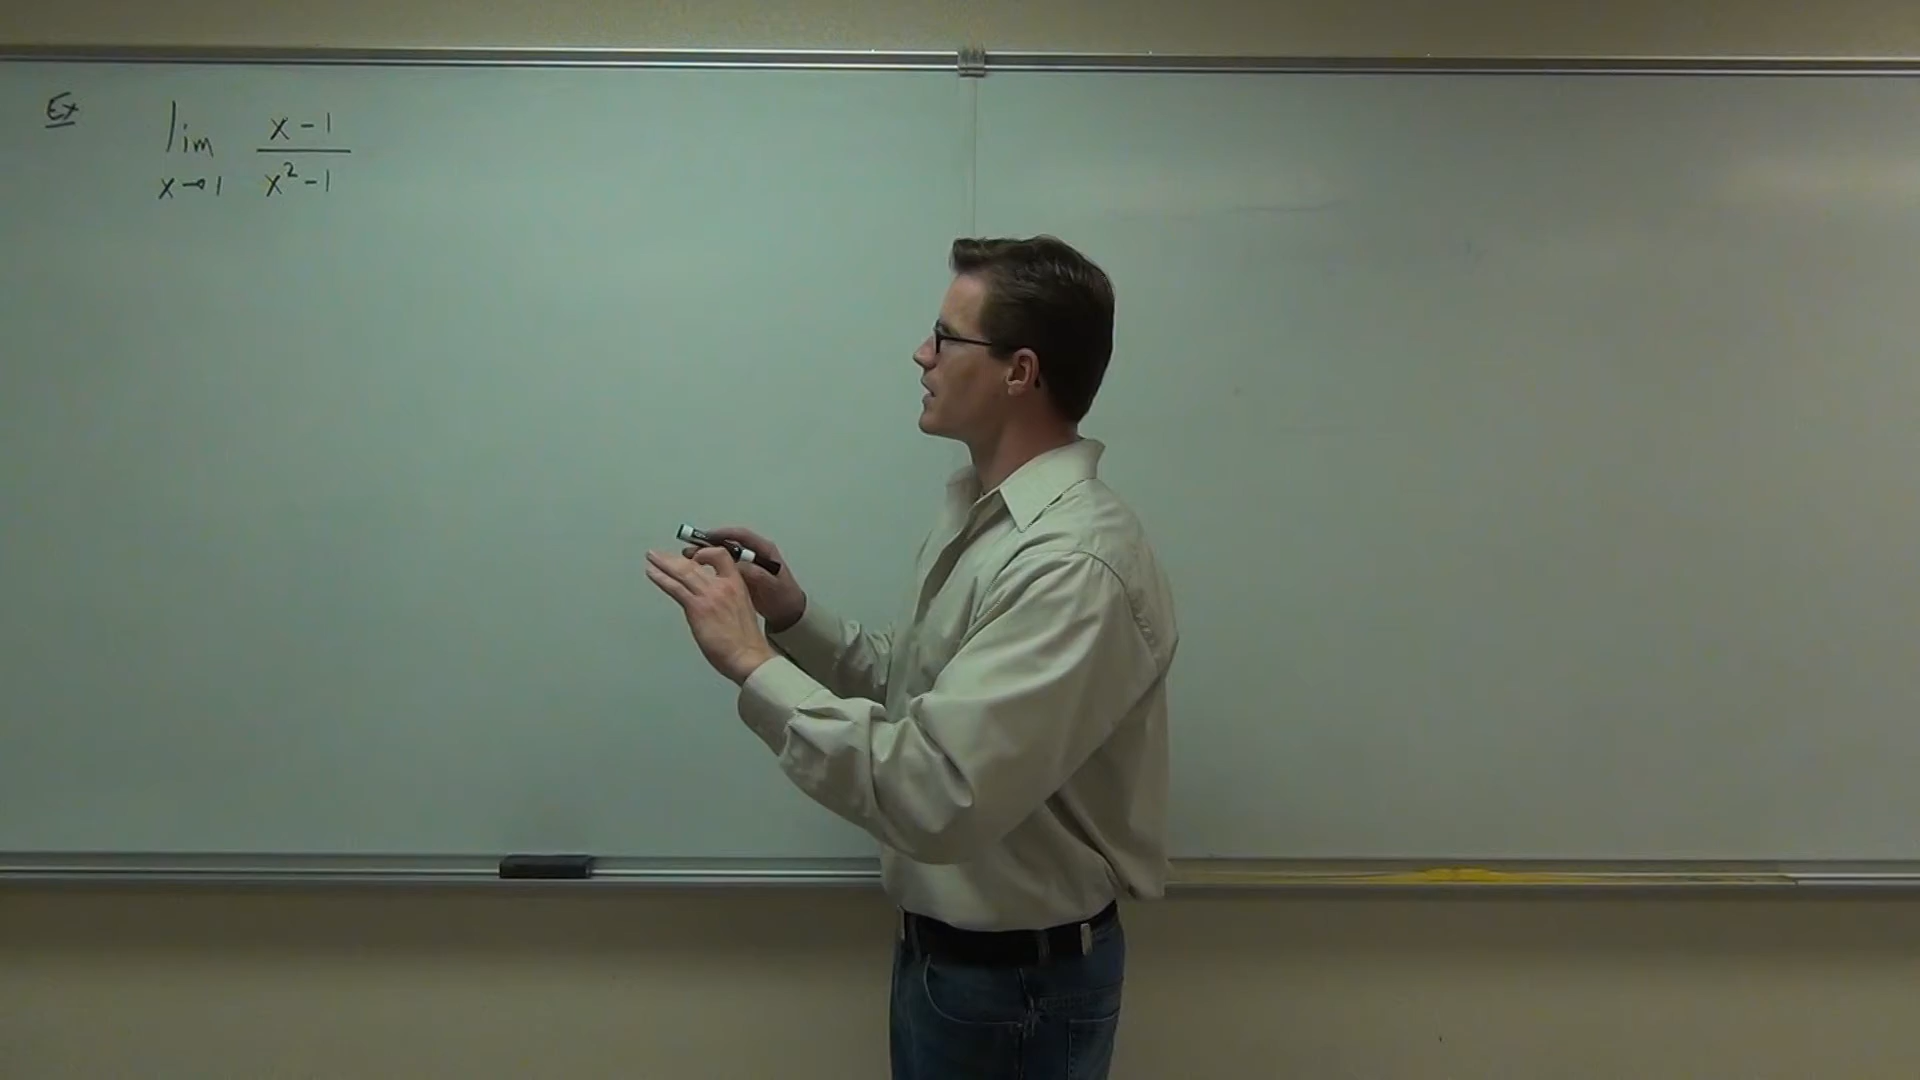 Ex lim x - 1
x→1 x² - 1